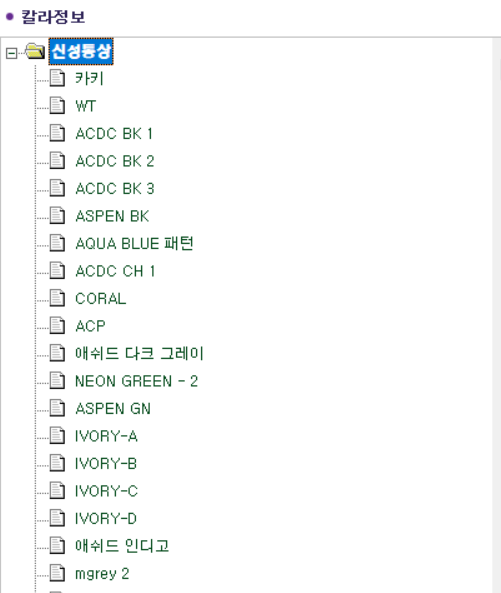 칼라정보
신성통상
카키
WT
ACDC BK 1
ACDC BK 2
ACDC BK 3
ASPEN BK
AQUA BLUE 패턴
ACDC CH 1
CORAL
ACP
애쉬드 다크 그레이
NEON GREEN - 2
ASPEN GN
IVORY-A
IVORY-B
IVORY-C
IVORY-D
애쉬드 인디고
mgrey 2